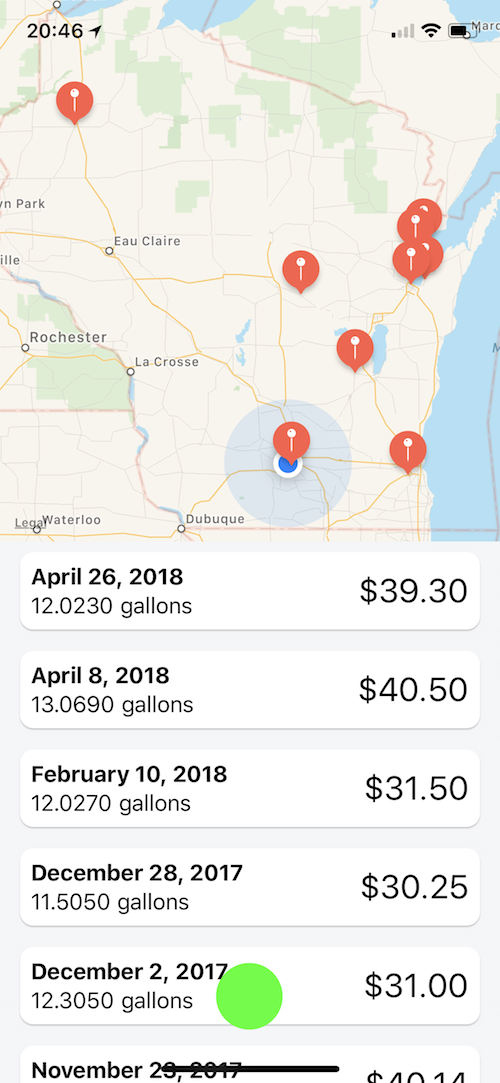 20:46
Marq
yn Park
Eau Claire
ille
Rochester
La Crosse
M
Legal
Waterloo
Dubuque
April 26, 2018
12.0230 gallons
$39.30
April 8, 2018
13.0690 gallons
$40.50
February 10, 2018
12.0270 gallons
$31.50
December 28, 2017
11.5050 gallons
$30.25
December 2, 2017
12.3050 gallons
$31.00
November 23, 2017
$40.14